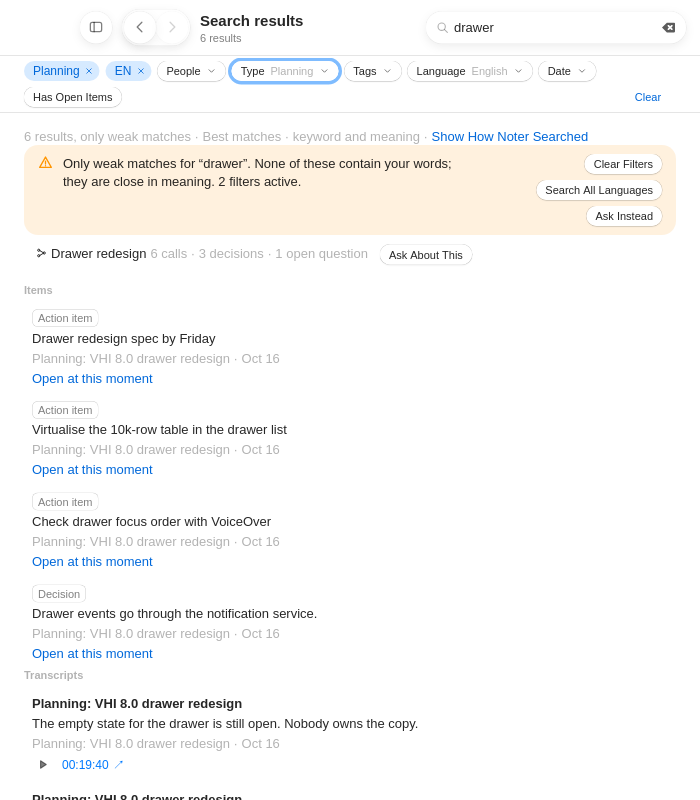 Search results
6 results
drawer
Planning × EN × People Type Planning Tags Language English Date
Has Open Items Clear
6 results, only weak matches · Best matches · keyword and meaning · Show How Noter Searched
Only weak matches for “drawer”. None of these contain your words;
they are close in meaning. 2 filters active.
Clear Filters
Search All Languages
Ask Instead
Drawer redesign 6 calls · 3 decisions · 1 open question Ask About This
Items
Action item
Drawer redesign spec by Friday
Planning: VHI 8.0 drawer redesign · Oct 16
Open at this moment
Action item
Virtualise the 10k-row table in the drawer list
Planning: VHI 8.0 drawer redesign · Oct 16
Open at this moment
Action item
Check drawer focus order with VoiceOver
Planning: VHI 8.0 drawer redesign · Oct 16
Open at this moment
Decision
Drawer events go through the notification service.
Planning: VHI 8.0 drawer redesign · Oct 16
Open at this moment
Transcripts
Planning: VHI 8.0 drawer redesign
The empty state for the drawer is still open. Nobody owns the copy.
Planning: VHI 8.0 drawer redesign · Oct 16
00:19:40 ↗
Planning: VHI 8.0 drawer redesign